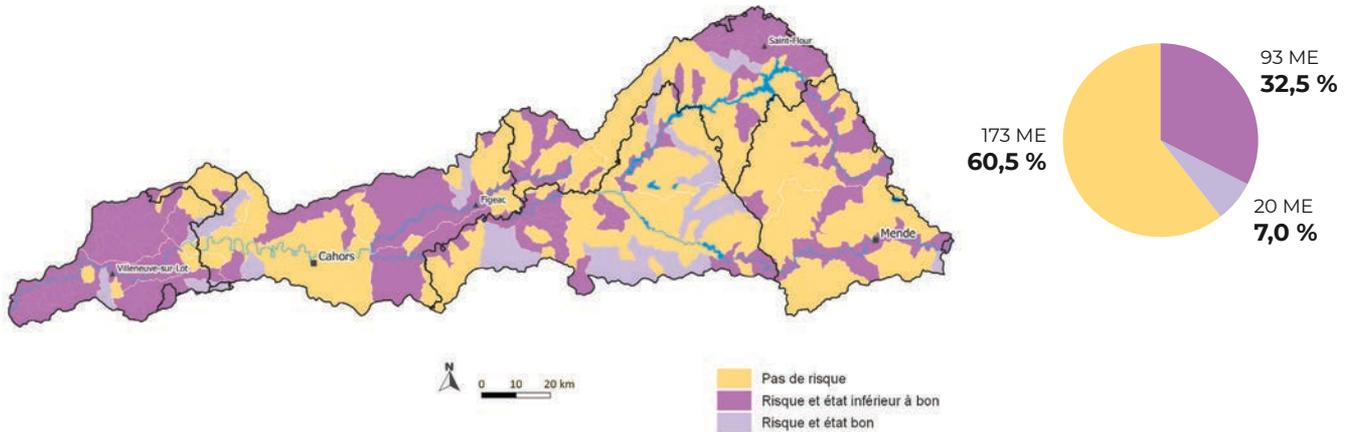 Saint-Flour
Figeac
Cahors
Villeneuve-sur-Lot
Mende
93 ME
32,5 %
173 ME
60,5 %
20 ME
7,0 %
N
0 10 20 km
Pas de risque
Risque et état inférieur à bon
Risque et état bon